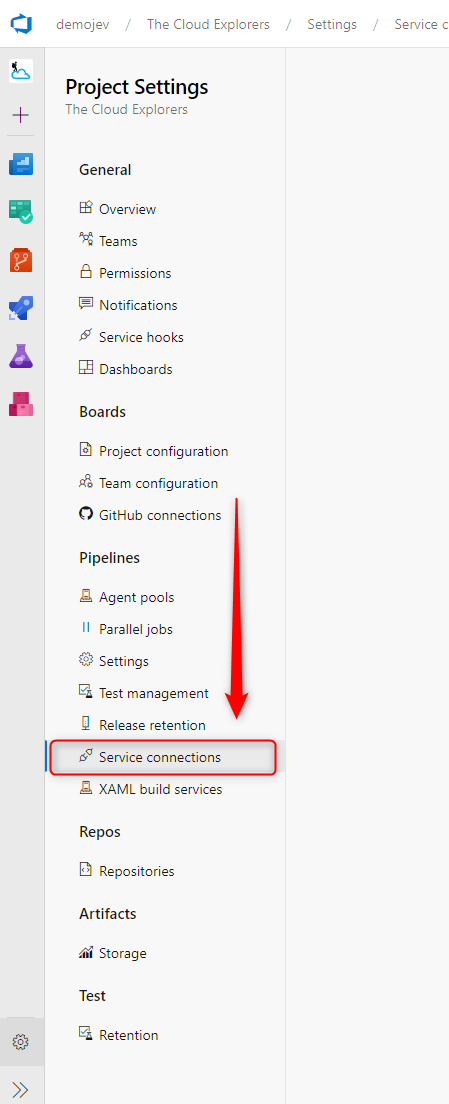 demojev / The Cloud Explorers / Settings / Service c
Project Settings
The Cloud Explorers
General
Overview
Teams
Permissions
Notifications
Service hooks
Dashboards
Boards
Project configuration
Team configuration
GitHub connections
Pipelines
Agent pools
Parallel jobs
Settings
Test management
Release retention
Service connections
XAML build services
Repos
Repositories
Artifacts
Storage
Test
Retention